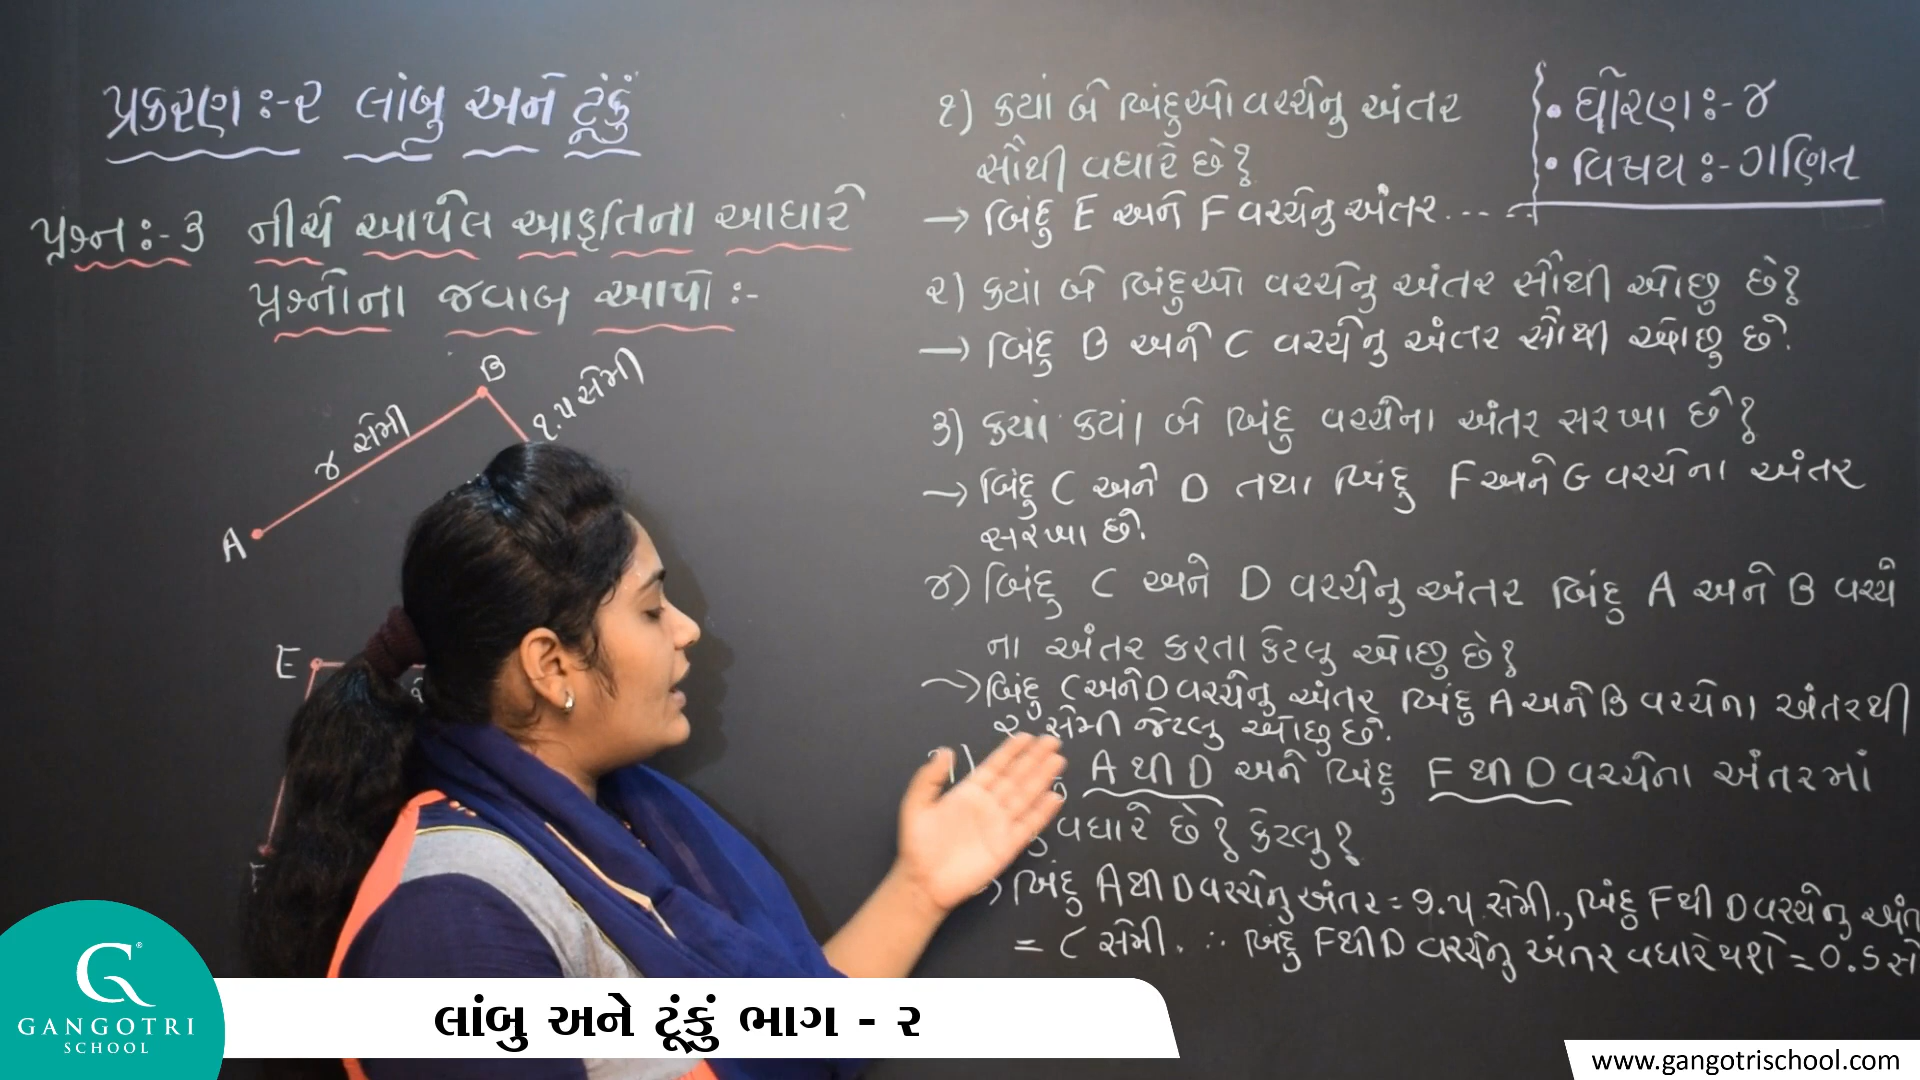 પ્રકરણ :- ૨ લાંબુ અને ટૂંકું
પ્રશ્ન :- ૩ નીચે આપેલ આકૃતિના આધારે
પ્રશ્નોના જવાબ આપો :-
B
૪ સેમી
૧.૫ સેમી
A
E
F
• ધોરણ :- ૪
• વિષય :- ગણિત
૧) કયાં બે બિંદુઓ વચ્ચેનુ અંતર
સૌથી વધારે છે?
→ બિંદુ E અને F વચ્ચેનુ અંતર....
૨) કયાં બે બિંદુઓ વચ્ચેનુ અંતર સૌથી ઓછુ છે?
→ બિંદુ B અને C વચ્ચેનુ અંતર સૌથી ઓછુ છે.
૩) કયાં કયાં બે બિંદુ વચ્ચેના અંતર સરખા છે?
→ બિંદુ C અને D તથા બિંદુ F અને G વચ્ચેના અંતર
સરખા છે.
૪) બિંદુ C અને D વચ્ચેનુ અંતર બિંદુ A અને B વચ્ચે
ના અંતર કરતા કેટલુ ઓછુ છે?
→ બિંદુ C અને D વચ્ચેનુ અંતર બિંદુ A અને B વચ્ચેના અંતરથી
૨ સેમી જેટલુ ઓછુ છે.
A થી D અને બિંદુ F થી D વચ્ચેના અંતરમાં
વધારે છે? કેટલુ?
બિંદુ A થી D વચ્ચેનુ અંતર = ૭.૫ સેમી., બિંદુ F થી D વચ્ચેનુ
= ૮ સેમી. ∴ બિંદુ F થી D વચ્ચેનુ અંતર વધારે થશે = ૦.૫
GANGOTRI
SCHOOL
લાંબુ અને ટૂંકું ભાગ - ૨
www.gangotrischool.com